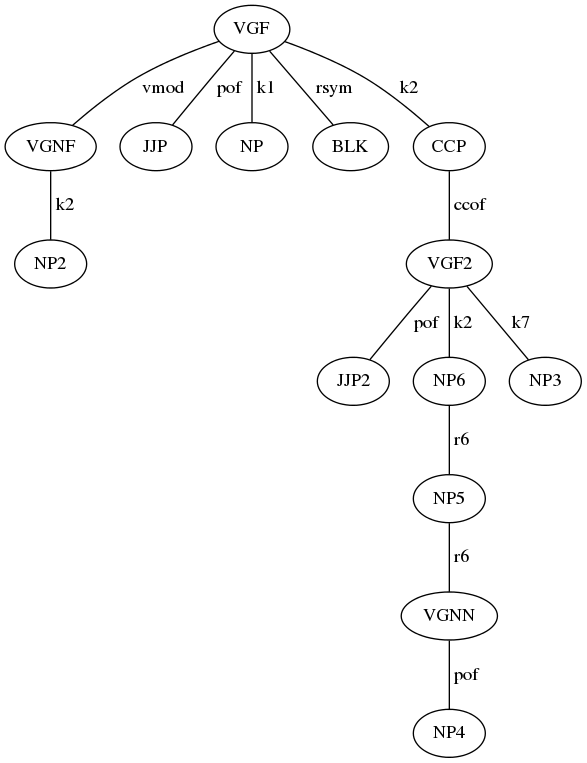 VGF
vmod pof k1 rsym k2
VGNF JJP NP BLK CCP
k2 ccof
NP2 VGF2
pof k2 k7
JJP2 NP6 NP3
r6
NP5
r6
VGNN
pof
NP4